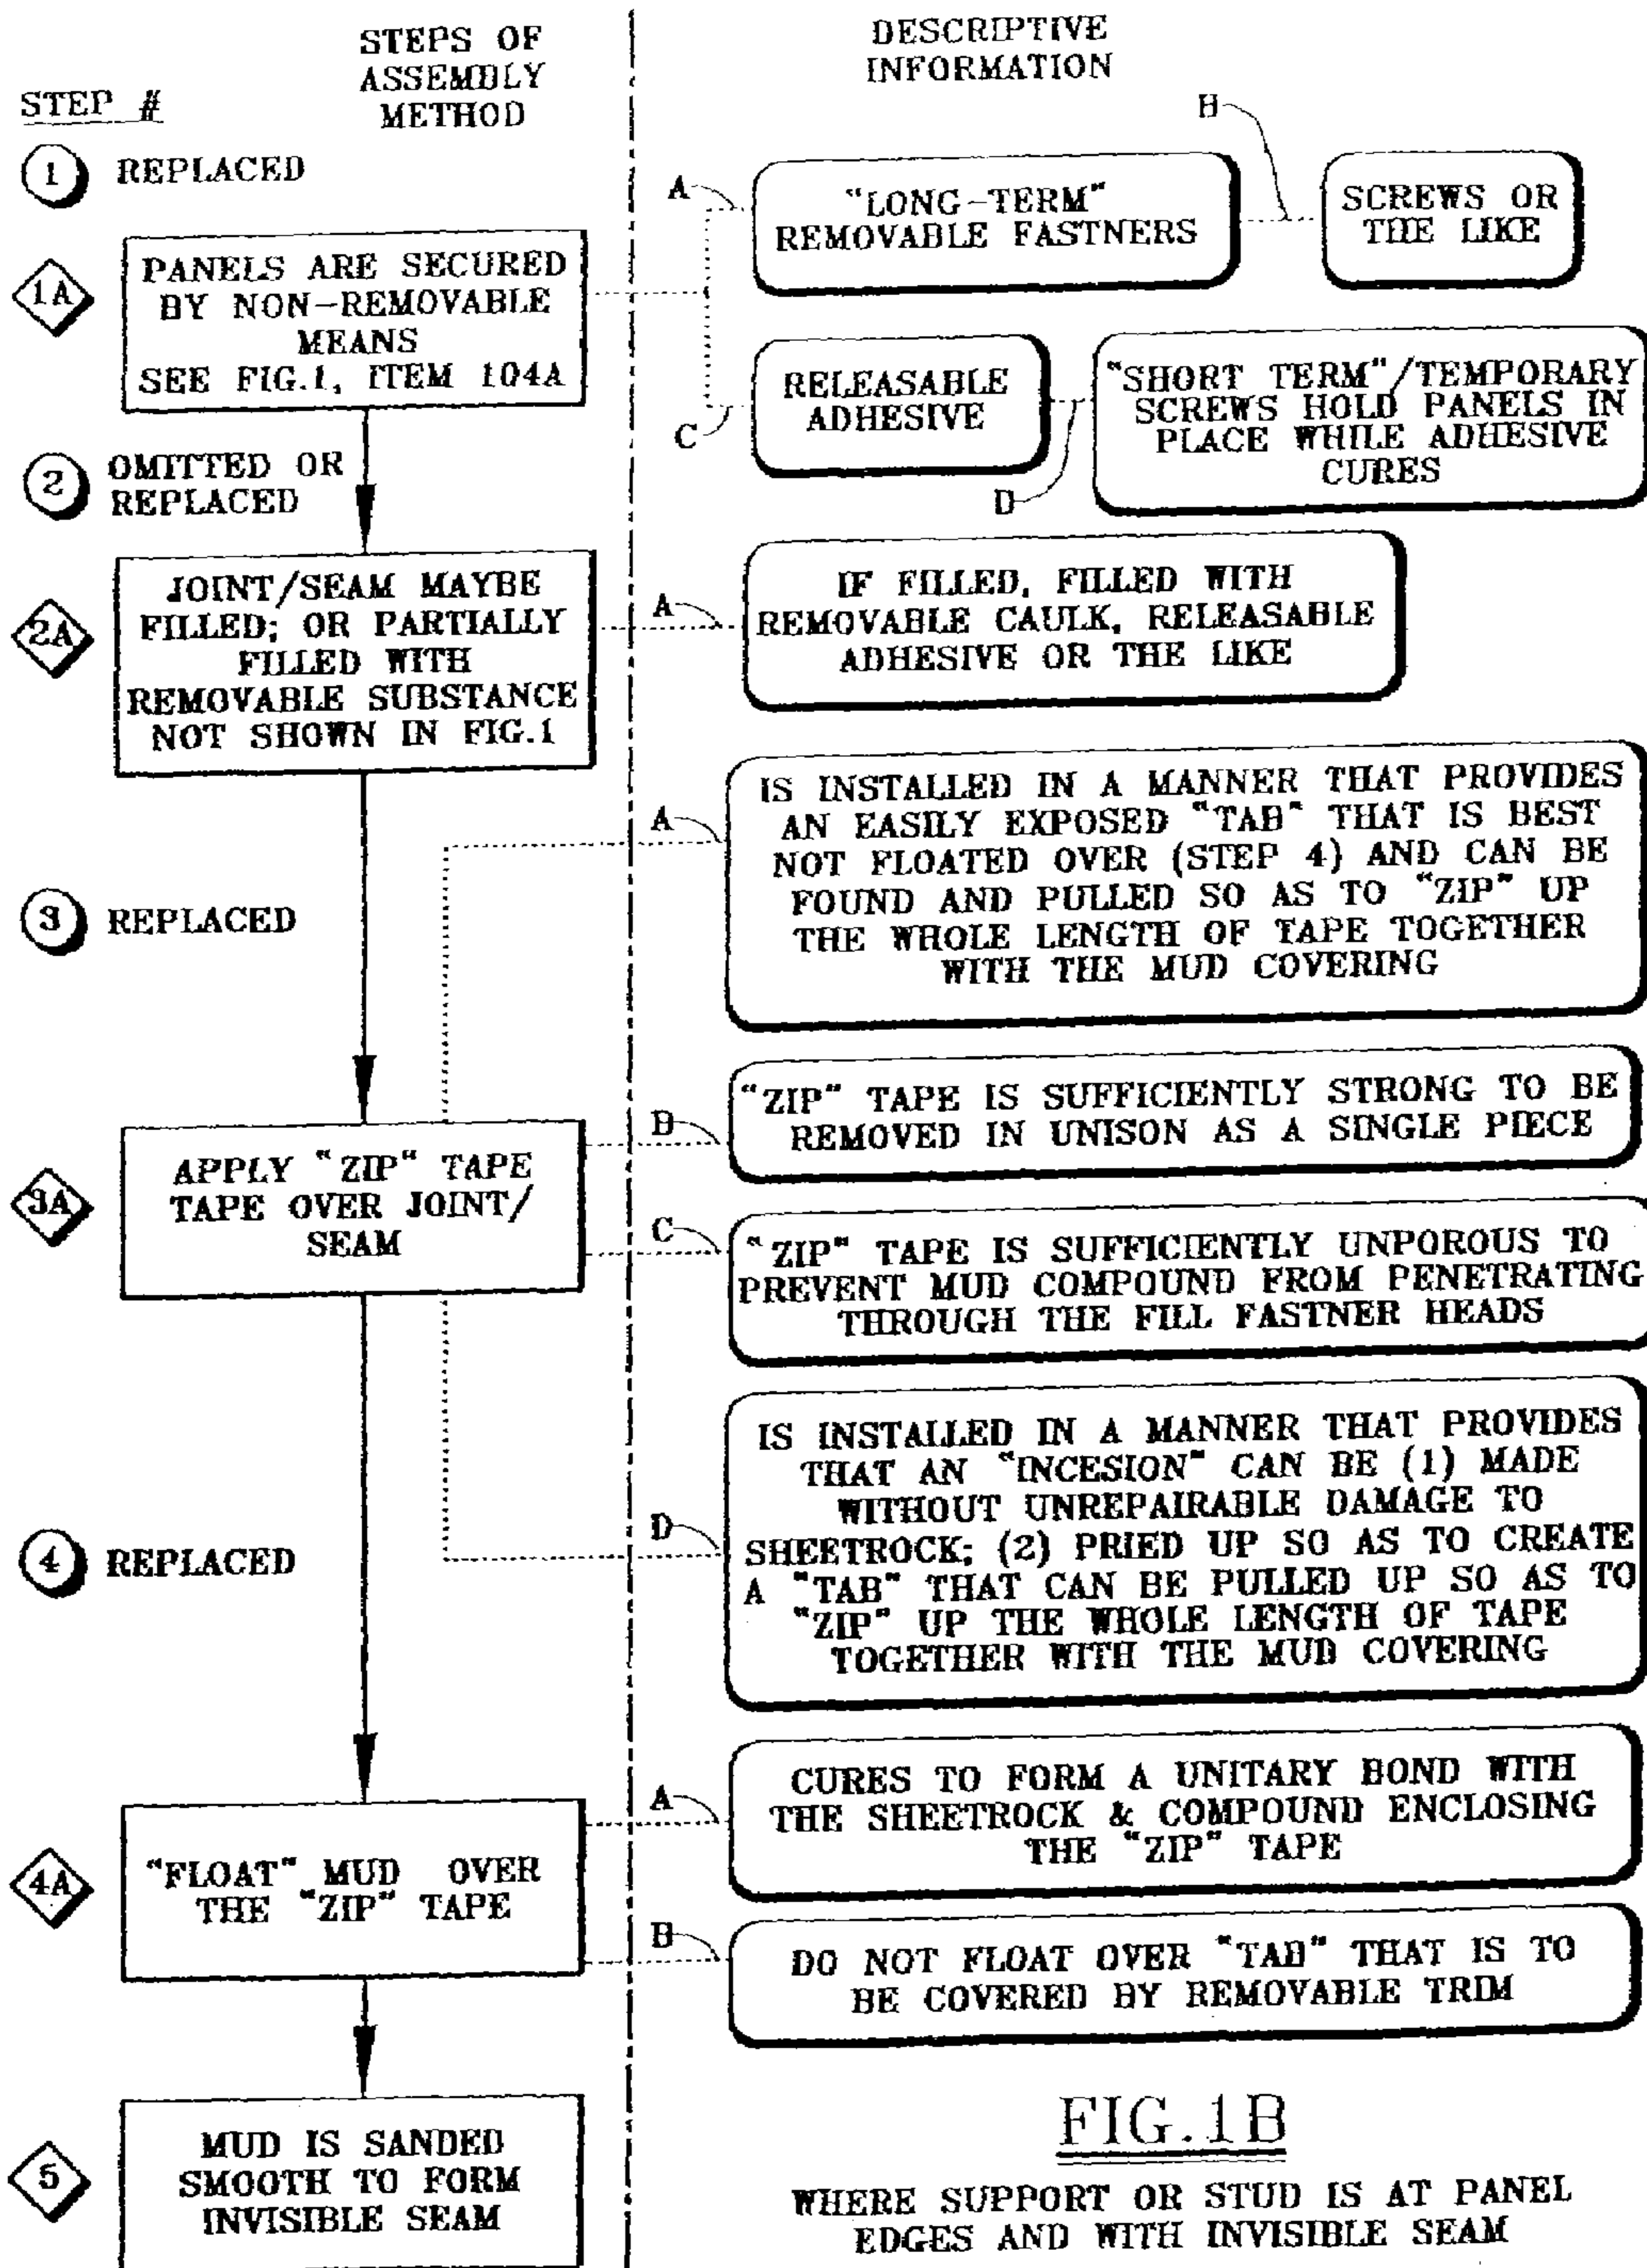 STEPS OF
ASSEMBLY
METHOD
DESCRIPTIVE
INFORMATION
STEP #
1 REPLACED
1A
PANELS ARE SECURED
BY NON-REMOVABLE
MEANS
SEE FIG.1, ITEM 104A
A
"LONG-TERM"
REMOVABLE FASTNERS
B
SCREWS OR
THE LIKE
C
RELEASABLE
ADHESIVE
D
"SHORT TERM"/TEMPORARY
SCREWS HOLD PANELS IN
PLACE WHILE ADHESIVE
CURES
2 OMITTED OR
REPLACED
2A
JOINT/SEAM MAYBE
FILLED; OR PARTIALLY
FILLED WITH
REMOVABLE SUBSTANCE
NOT SHOWN IN FIG.1
A
IF FILLED, FILLED WITH
REMOVABLE CAULK, RELEASABLE
ADHESIVE OR THE LIKE
3 REPLACED
A
IS INSTALLED IN A MANNER THAT PROVIDES
AN EASILY EXPOSED "TAB" THAT IS BEST
NOT FLOATED OVER (STEP 4) AND CAN BE
FOUND AND PULLED SO AS TO "ZIP" UP
THE WHOLE LENGTH OF TAPE TOGETHER
WITH THE MUD COVERING
3A
APPLY "ZIP" TAPE
TAPE OVER JOINT/
SEAM
B
"ZIP" TAPE IS SUFFICIENTLY STRONG TO BE
REMOVED IN UNISON AS A SINGLE PIECE
C
"ZIP" TAPE IS SUFFICIENTLY UNPOROUS TO
PREVENT MUD COMPOUND FROM PENETRATING
THROUGH THE FILL FASTNER HEADS
4 REPLACED
D
IS INSTALLED IN A MANNER THAT PROVIDES
THAT AN "INCESION" CAN BE (1) MADE
WITHOUT UNREPAIRABLE DAMAGE TO
SHEETROCK; (2) PRIED UP SO AS TO CREATE
A "TAB" THAT CAN BE PULLED UP SO AS TO
"ZIP" UP THE WHOLE LENGTH OF TAPE
TOGETHER WITH THE MUD COVERING
4A
"FLOAT" MUD OVER
THE "ZIP" TAPE
A
CURES TO FORM A UNITARY BOND WITH
THE SHEETROCK & COMPOUND ENCLOSING
THE "ZIP" TAPE
B
DO NOT FLOAT OVER "TAB" THAT IS TO
BE COVERED BY REMOVABLE TRIM
5
MUD IS SANDED
SMOOTH TO FORM
INVISIBLE SEAM
FIG.1B
WHERE SUPPORT OR STUD IS AT PANEL
EDGES AND WITH INVISIBLE SEAM